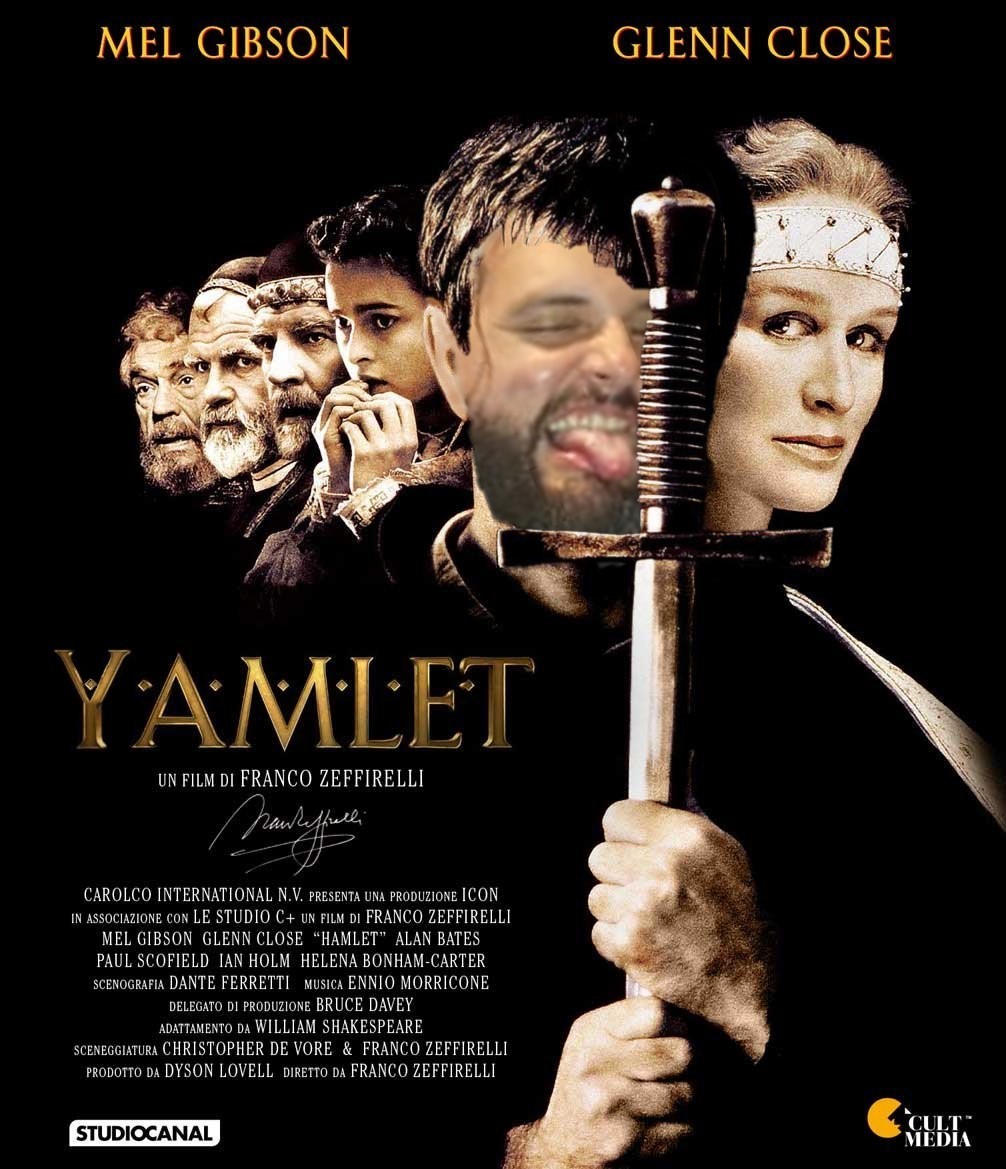 MEL GIBSON GLENN CLOSE
YAMLET
UN FILM DI FRANCO ZEFFIRELLI
CAROLCO INTERNATIONAL N.V. PRESENTA UNA PRODUZIONE ICON
IN ASSOCIAZIONE CON LE STUDIO C+ UN FILM DI FRANCO ZEFFIRELLI
MEL GIBSON GLENN CLOSE “HAMLET” ALAN BATES
PAUL SCOFIELD IAN HOLM HELENA BONHAM-CARTER
SCENOGRAFIA DANTE FERRETTI MUSICA ENNIO MORRICONE
DELEGATO DI PRODUZIONE BRUCE DAVEY
ADATTAMENTO DA WILLIAM SHAKESPEARE
SCENEGGIATURA CHRISTOPHER DE VORE & FRANCO ZEFFIRELLI
PRODOTTO DA DYSON LOVELL DIRETTO DA FRANCO ZEFFIRELLI
STUDIOCANAL
CULT™
MEDIA